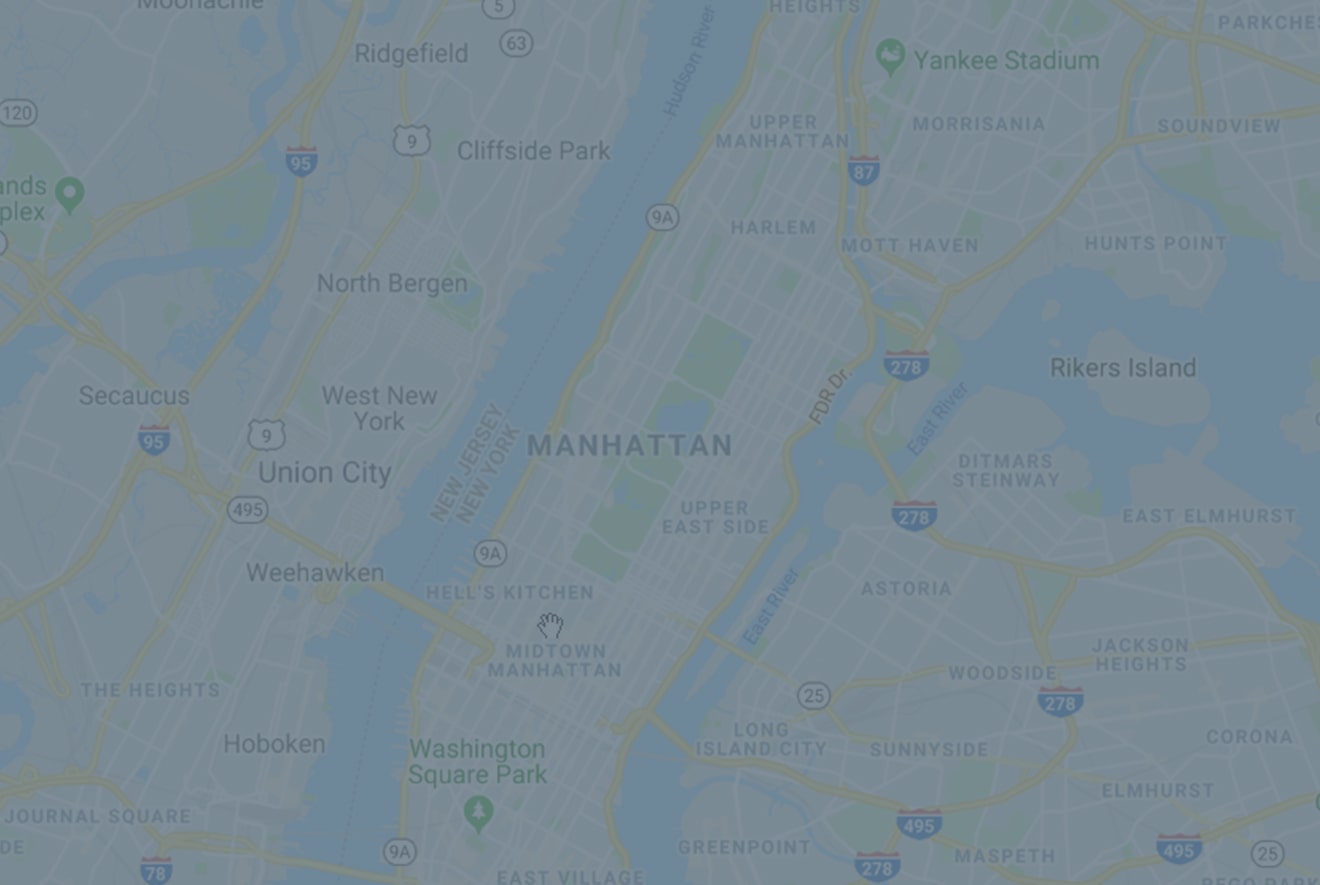 Moonachie
5
HEIGHTS
PARKCHES
Ridgefield
63
Hudson River
Yankee Stadium
120
9
Cliffside Park
UPPER
MANHATTAN
MORRISANIA
SOUNDVIEW
95
87
ands
plex
9A
HARLEM
MOTT HAVEN
HUNTS POINT
North Bergen
278
Rikers Island
Secaucus
West New
York
FDR Dr.
East River
95
9
NEW JERSEY
NEW YORK
MANHATTAN
Union City
DITMARS
STEINWAY
495
UPPER
EAST SIDE
278
EAST ELMHURST
9A
Weehawken
HELL'S KITCHEN
East River
ASTORIA
MIDTOWN
MANHATTAN
JACKSON
HEIGHTS
WOODSIDE
THE HEIGHTS
25
278
Hoboken
Washington
Square Park
LONG
ISLAND CITY
SUNNYSIDE
CORONA
ELMHURST
JOURNAL SQUARE
495
DE
9A
GREENPOINT
MASPETH
495
25
78
278
EAST VILLAGE
REGO PARK